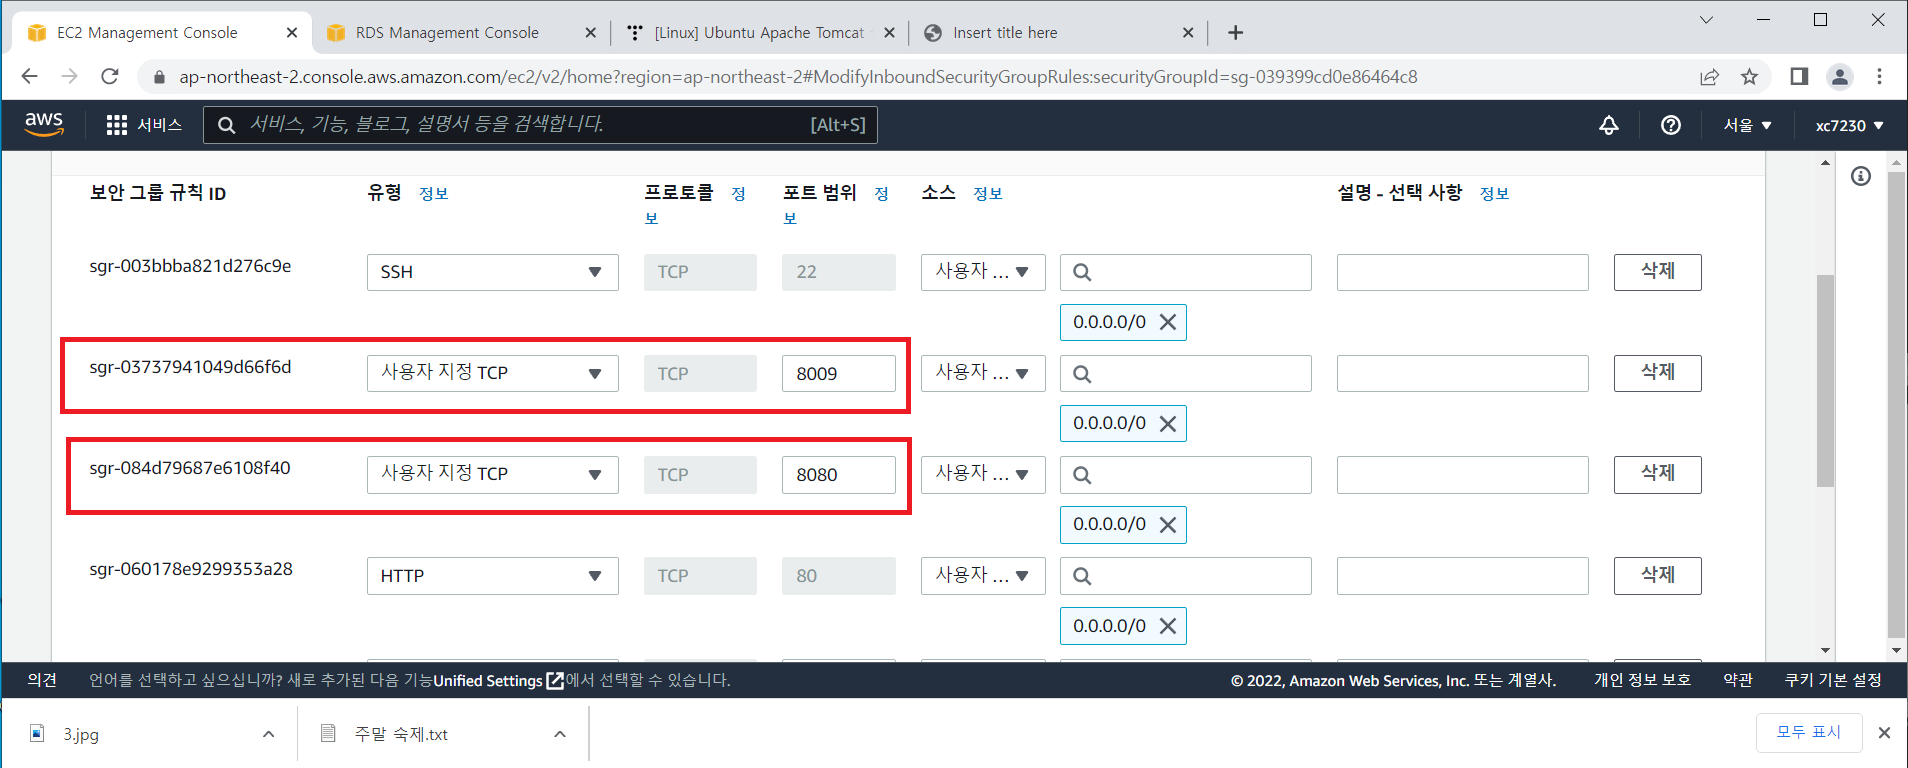 EC2 Management Console
RDS Management Console
[Linux] Ubuntu Apache Tomcat
Insert title here
ap-northeast-2.console.aws.amazon.com/ec2/v2/home?region=ap-northeast-2#ModifyInboundSecurityGroupRules:securityGroupId=sg-039399cd0e86464c8
aws 서비스 서비스, 기능, 블로그, 설명서 등을 검색합니다. [Alt+S] 서울 xc7230
보안 그룹 규칙 ID 유형 정보 프로토콜 정보 포트 범위 정보 소스 정보 설명 - 선택 사항 정보
sgr-003bbba821d276c9e SSH TCP 22 사용자 ... 삭제
0.0.0.0/0
sgr-03737941049d66f6d 사용자 지정 TCP TCP 8009 사용자 ... 삭제
0.0.0.0/0
sgr-084d79687e6108f40 사용자 지정 TCP TCP 8080 사용자 ... 삭제
0.0.0.0/0
sgr-060178e9299353a28 HTTP TCP 80 사용자 ... 삭제
0.0.0.0/0
의견 언어를 선택하고 싶으십니까? 새로 추가된 다음 기능Unified Settings에서 선택할 수 있습니다. © 2022, Amazon Web Services, Inc. 또는 계열사. 개인 정보 보호 약관 쿠키 기본 설정
3.jpg 주말 숙제.txt 모두 표시